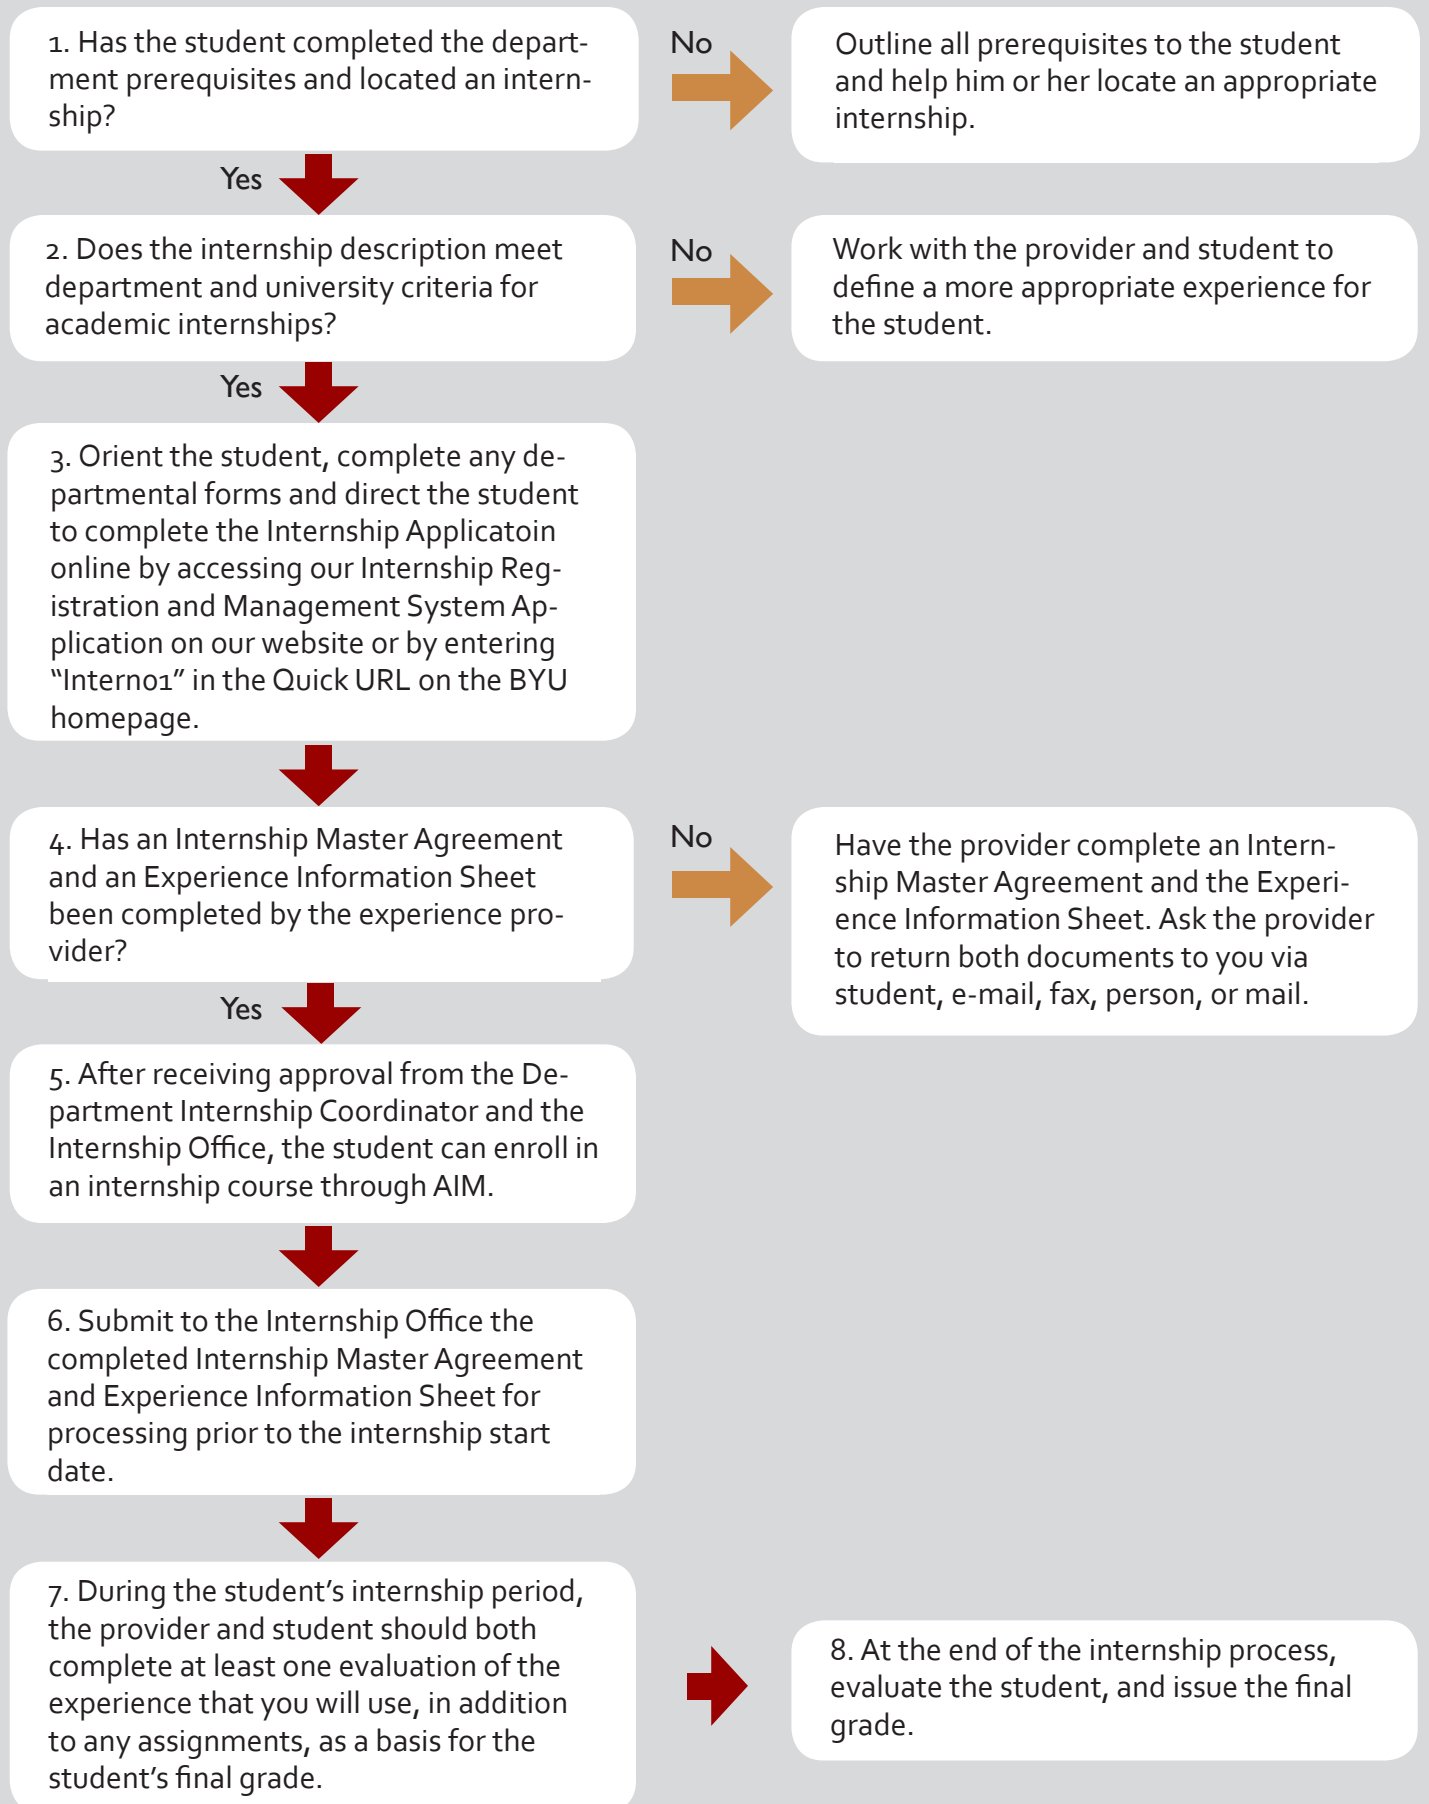 1. Has the student completed the depart-
ment prerequisites and located an intern-
ship?
No
Outline all prerequisites to the student
and help him or her locate an appropriate
internship.
Yes
2. Does the internship description meet
department and university criteria for
academic internships?
No
Work with the provider and student to
define a more appropriate experience for
the student.
Yes
3. Orient the student, complete any de-
partmental forms and direct the student
to complete the Internship Applicatoin
online by accessing our Internship Reg-
istration and Management System Ap-
plication on our website or by entering
“Intern01” in the Quick URL on the BYU
homepage.
4. Has an Internship Master Agreement
and an Experience Information Sheet
been completed by the experience pro-
vider?
No
Have the provider complete an Intern-
ship Master Agreement and the Experi-
ence Information Sheet. Ask the provider
to return both documents to you via
student, e-mail, fax, person, or mail.
Yes
5. After receiving approval from the De-
partment Internship Coordinator and the
Internship Office, the student can enroll in
an internship course through AIM.
6. Submit to the Internship Office the
completed Internship Master Agreement
and Experience Information Sheet for
processing prior to the internship start
date.
7. During the student’s internship period,
the provider and student should both
complete at least one evaluation of the
experience that you will use, in addition
to any assignments, as a basis for the
student’s final grade.
8. At the end of the internship process,
evaluate the student, and issue the final
grade.